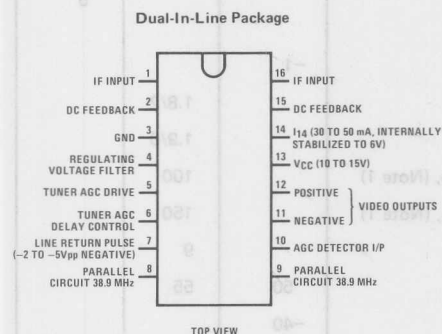 Dual-In-Line Package
IF INPUT 1
DC FEEDBACK 2
GND 3
REGULATING
VOLTAGE FILTER 4
TUNER AGC DRIVE 5
TUNER AGC
DELAY CONTROL 6
LINE RETURN PULSE
(−2 TO −5Vpp NEGATIVE) 7
PARALLEL
CIRCUIT 38.9 MHz 8
16 IF INPUT
15 DC FEEDBACK
14 I14 (30 TO 50 mA, INTERNALLY
STABILIZED TO 6V)
13 VCC (10 TO 15V)
12 POSITIVE
VIDEO OUTPUTS
11 NEGATIVE
10 AGC DETECTOR I/P
9 PARALLEL
CIRCUIT 38.9 MHz
TOP VIEW